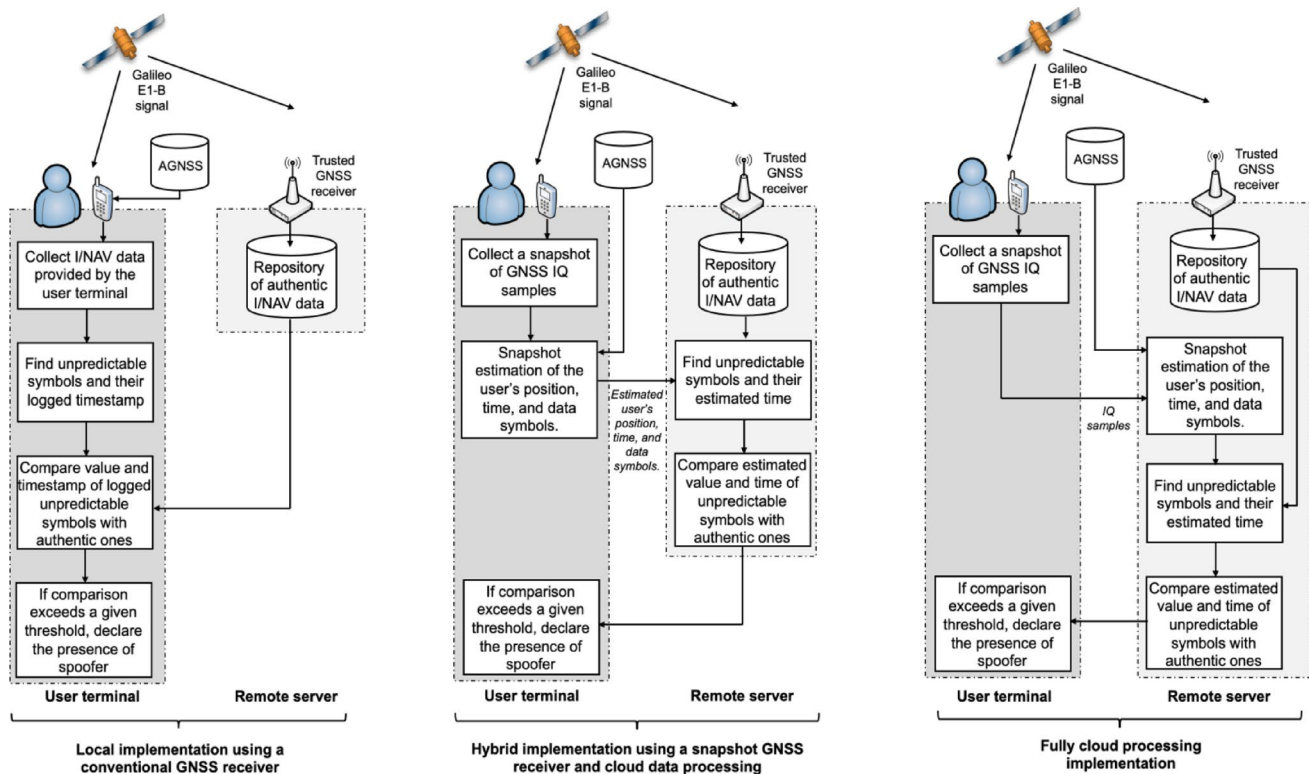 Galileo
E1-B
signal
AGNSS
Trusted
GNSS
receiver
Collect I/NAV data
provided by the
user terminal
Repository
of authentic
I/NAV data
Find unpredictable
symbols and their
logged timestamp
Compare value and
timestamp of logged
unpredictable
symbols with
authentic ones
If comparison
exceeds a given
threshold, declare
the presence of
spoofer
User terminal
Remote server
Local implementation using a
conventional GNSS receiver
Galileo
E1-B
signal
AGNSS
Trusted
GNSS
receiver
Collect a snapshot
of GNSS IQ
samples
Repository
of authentic
I/NAV data
Snapshot
estimation of the
user's position,
time, and data
symbols.
Estimated
user's
position,
time, and
data
symbols.
Find unpredictable
symbols and their
estimated time
Compare estimated
value and time of
unpredictable
symbols with
authentic ones
If comparison
exceeds a given
threshold, declare
the presence of
spoofer
User terminal
Remote server
Hybrid implementation using a snapshot GNSS
receiver and cloud data processing
Galileo
E1-B
signal
AGNSS
Trusted
GNSS
receiver
Collect a snapshot
of GNSS IQ
samples
Repository
of authentic
I/NAV data
Snapshot
estimation of the
user's position,
time, and data
symbols.
IQ
samples
Find unpredictable
symbols and their
estimated time
If comparison
exceeds a given
threshold, declare
the presence of
spoofer
Compare estimated
value and time of
unpredictable
symbols with
authentic ones
User terminal
Remote server
Fully cloud processing
implementation